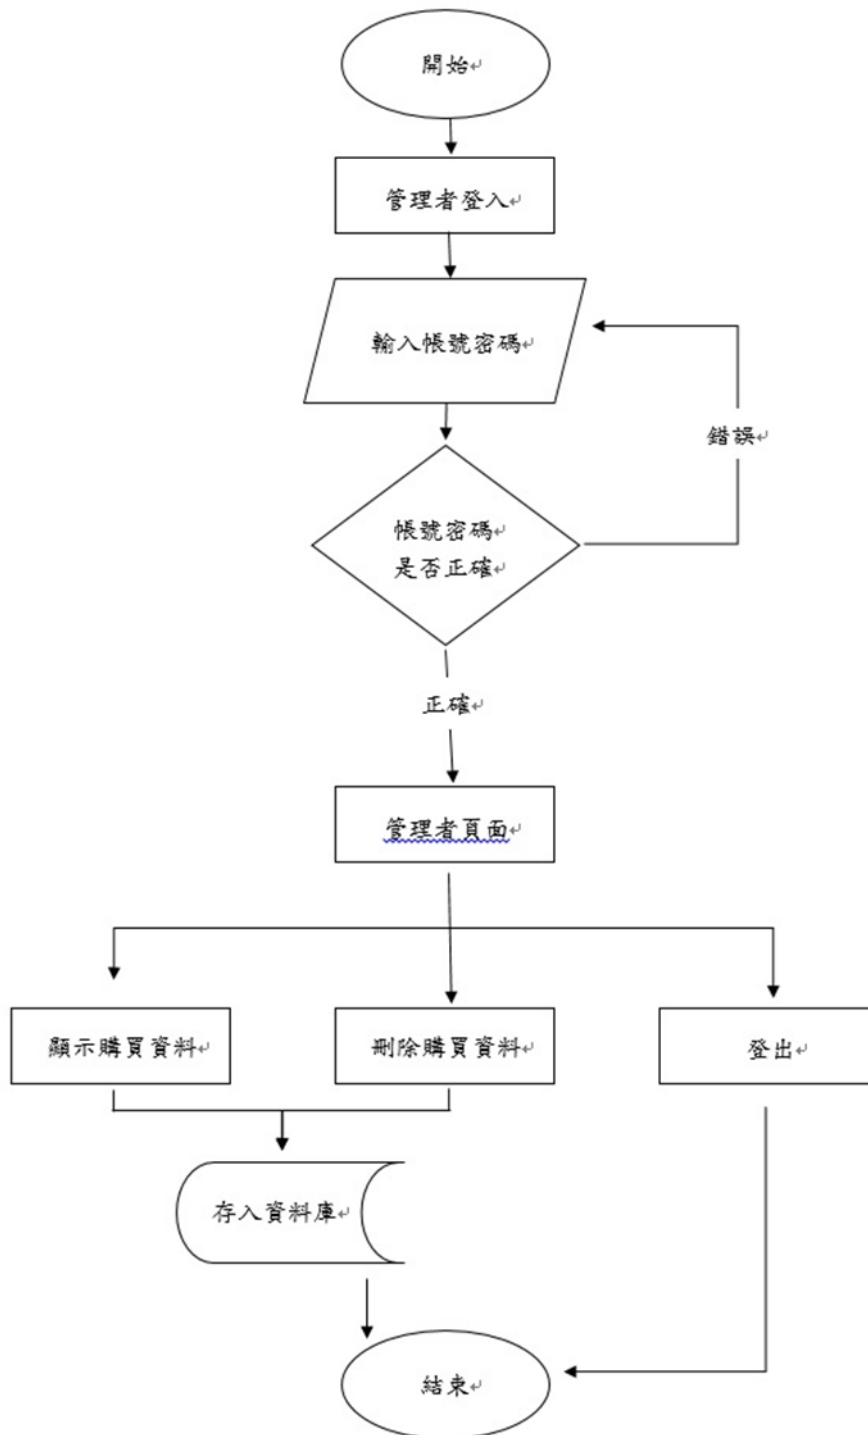 開始
管理者登入
輸入帳號密碼
錯誤
帳號密碼
是否正確
正確
管理者頁面
顯示購買資料
刪除購買資料
登出
存入資料庫
結束